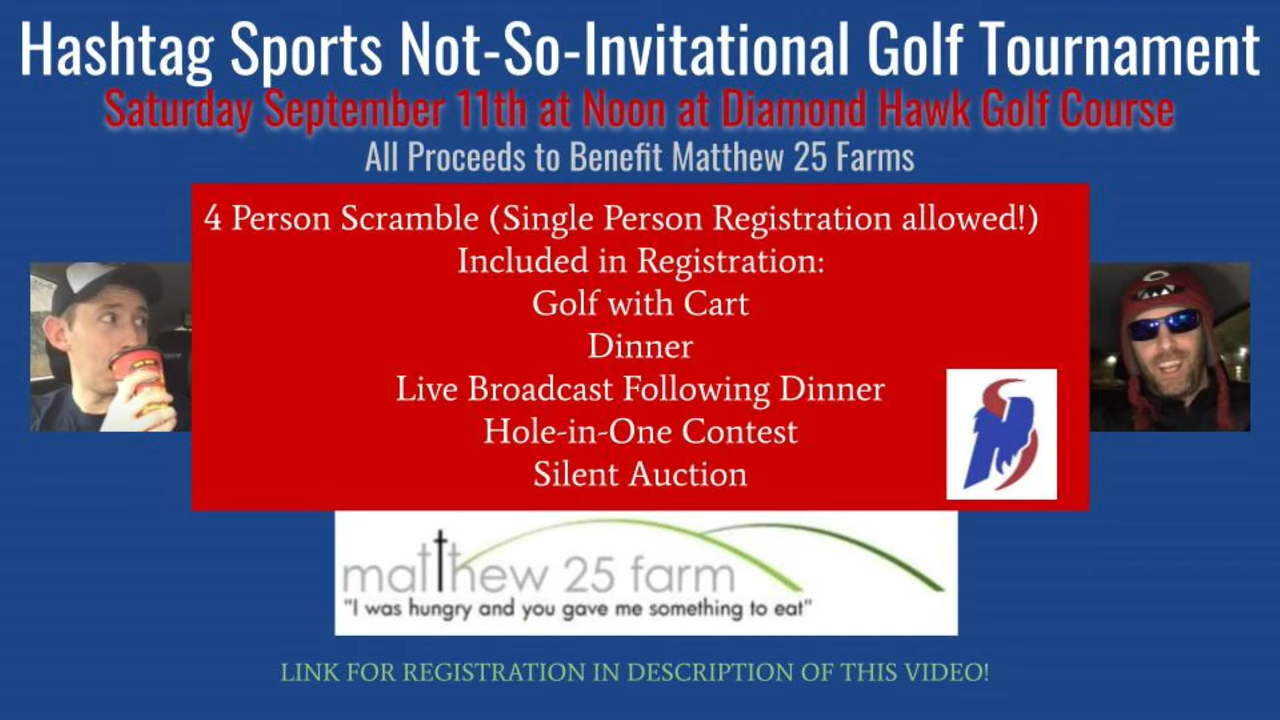 Hashtag Sports Not-So-Invitational Golf Tournament
Saturday September 11th at Noon at Diamond Hawk Golf Course
All Proceeds to Benefit Matthew 25 Farms
4 Person Scramble (Single Person Registration allowed!)
Included in Registration:
Golf with Cart
Dinner
Live Broadcast Following Dinner
Hole-in-One Contest
Silent Auction
matthew 25 farm
"I was hungry and you gave me something to eat"
LINK FOR REGISTRATION IN DESCRIPTION OF THIS VIDEO!